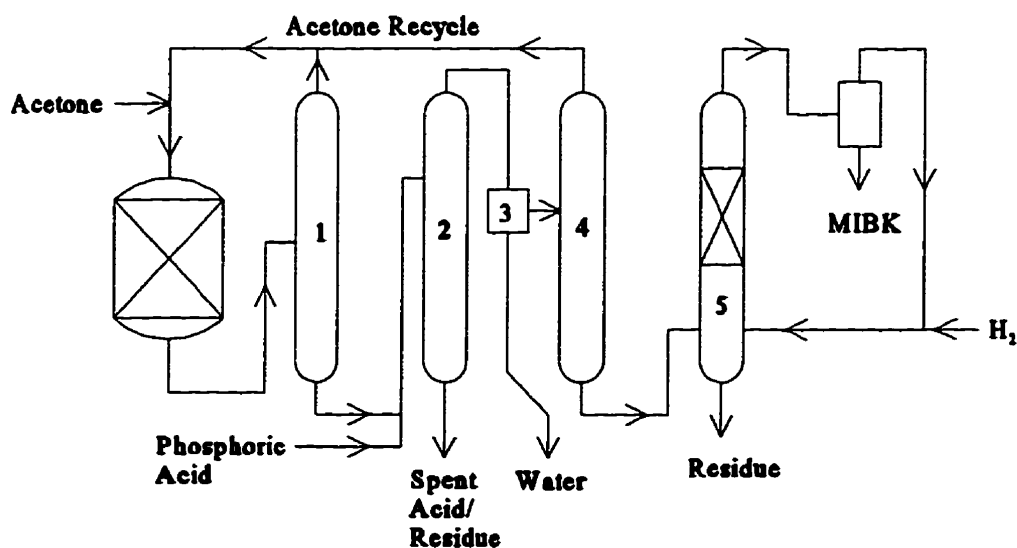 Acetone Recycle
Acetone
1
2
3
4
5
MIBK
H₂
Phosphoric
Acid
Spent
Acid/
Residue
Water
Residue